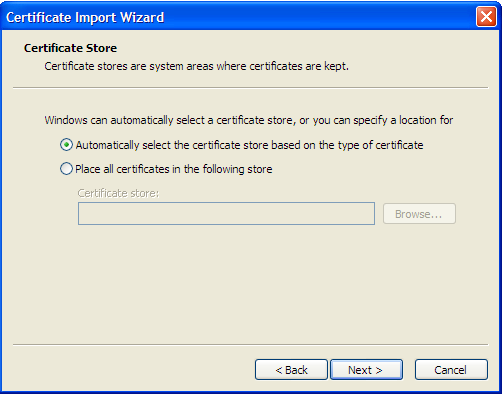 Certificate Import Wizard
Certificate Store
Certificate stores are system areas where certificates are kept.
Windows can automatically select a certificate store, or you can specify a location for
Automatically select the certificate store based on the type of certificate
Place all certificates in the following store
Certificate store:
Browse...
< Back
Next >
Cancel